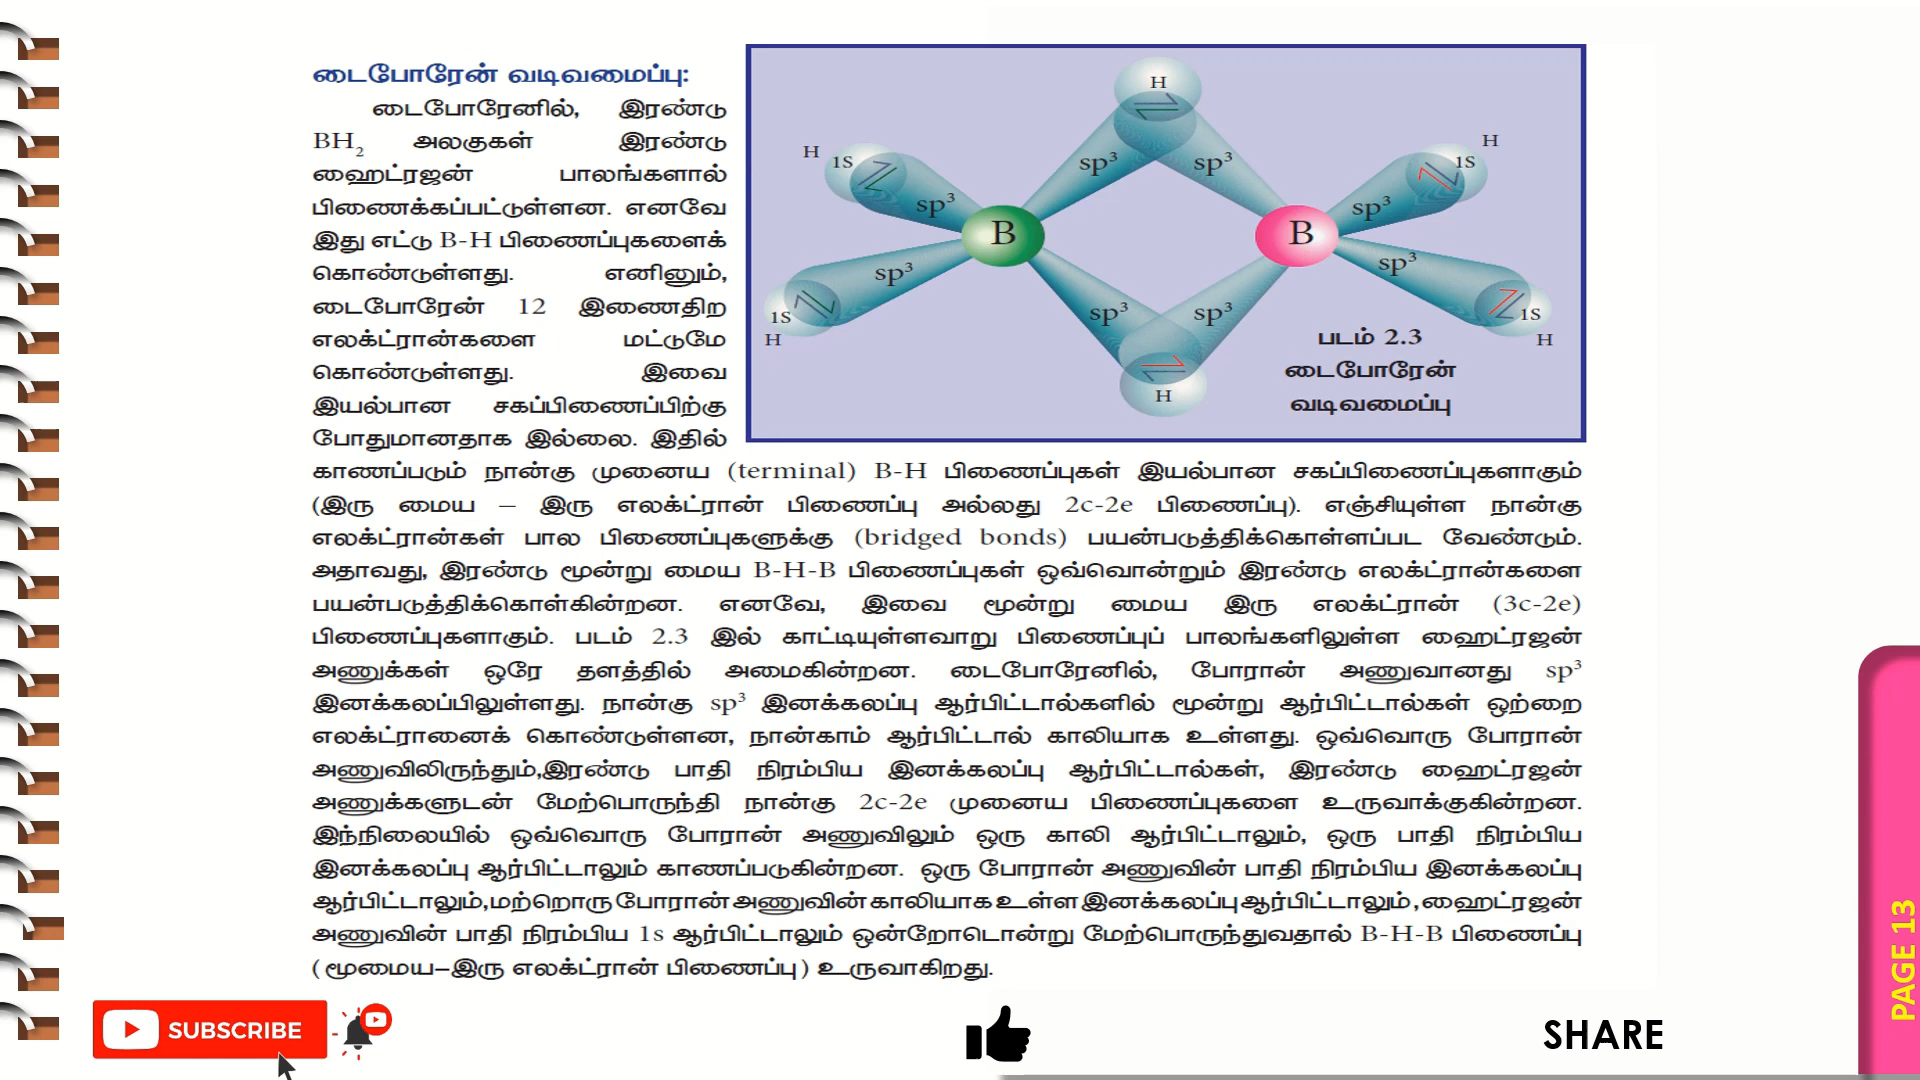 டைபோரேன் வடிவமைப்பு:
டைபோரேனில், இரண்டு
BH₂ அலகுகள் இரண்டு
ஹைட்ரஜன் பாலங்களால்
பிணைக்கப்பட்டுள்ளன. எனவே
இது எட்டு B-H பிணைப்புகளைக்
கொண்டுள்ளது. எனினும்,
டைபோரேன் 12 இணைதிற
எலக்ட்ரான்களை மட்டுமே
கொண்டுள்ளது. இவை
இயல்பான சகப்பிணைப்பிற்கு
போதுமானதாக இல்லை. இதில்
காணப்படும் நான்கு முனைய (terminal) B-H பிணைப்புகள் இயல்பான சகப்பிணைப்புகளாகும்
(இரு மைய – இரு எலக்ட்ரான் பிணைப்பு அல்லது 2c-2e பிணைப்பு). எஞ்சியுள்ள நான்கு
எலக்ட்ரான்கள் பால பிணைப்புகளுக்கு (bridged bonds) பயன்படுத்திக்கொள்ளப்பட வேண்டும்.
அதாவது, இரண்டு மூன்று மைய B-H-B பிணைப்புகள் ஒவ்வொன்றும் இரண்டு எலக்ட்ரான்களை
பயன்படுத்திக்கொள்கின்றன. எனவே, இவை மூன்று மைய இரு எலக்ட்ரான் (3c-2e)
பிணைப்புகளாகும். படம் 2.3 இல் காட்டியுள்ளவாறு பிணைப்புப் பாலங்களிலுள்ள ஹைட்ரஜன்
அணுக்கள் ஒரே தளத்தில் அமைகின்றன. டைபோரேனில், போரான் அணுவானது sp³
இனக்கலப்பிலுள்ளது. நான்கு sp³ இனக்கலப்பு ஆர்பிட்டால்களில் மூன்று ஆர்பிட்டால்கள் ஒற்றை
எலக்ட்ரானைக் கொண்டுள்ளன, நான்காம் ஆர்பிட்டால் காலியாக உள்ளது. ஒவ்வொரு போரான்
அணுவிலிருந்தும்,இரண்டு பாதி நிரம்பிய இனக்கலப்பு ஆர்பிட்டால்கள், இரண்டு ஹைட்ரஜன்
அணுக்களுடன் மேற்பொருந்தி நான்கு 2c-2e முனைய பிணைப்புகளை உருவாக்குகின்றன.
இந்நிலையில் ஒவ்வொரு போரான் அணுவிலும் ஒரு காலி ஆர்பிட்டாலும், ஒரு பாதி நிரம்பிய
இனக்கலப்பு ஆர்பிட்டாலும் காணப்படுகின்றன. ஒரு போரான் அணுவின் பாதி நிரம்பிய இனக்கலப்பு
ஆர்பிட்டாலும்,மற்றொரு போரான் அணுவின் காலியாக உள்ள இனக்கலப்பு ஆர்பிட்டாலும் ,ஹைட்ரஜன்
அணுவின் பாதி நிரம்பிய 1s ஆர்பிட்டாலும் ஒன்றோடொன்று மேற்பொருந்துவதால் B-H-B பிணைப்பு
( மூமைய–இரு எலக்ட்ரான் பிணைப்பு ) உருவாகிறது.
H
H
H
1S
1S
sp³
sp³
sp³
sp³
B
B
sp³
sp³
sp³
sp³
1S
1S
H
H
H
படம் 2.3
டைபோரேன்
வடிவமைப்பு
SUBSCRIBE
SHARE
PAGE 13